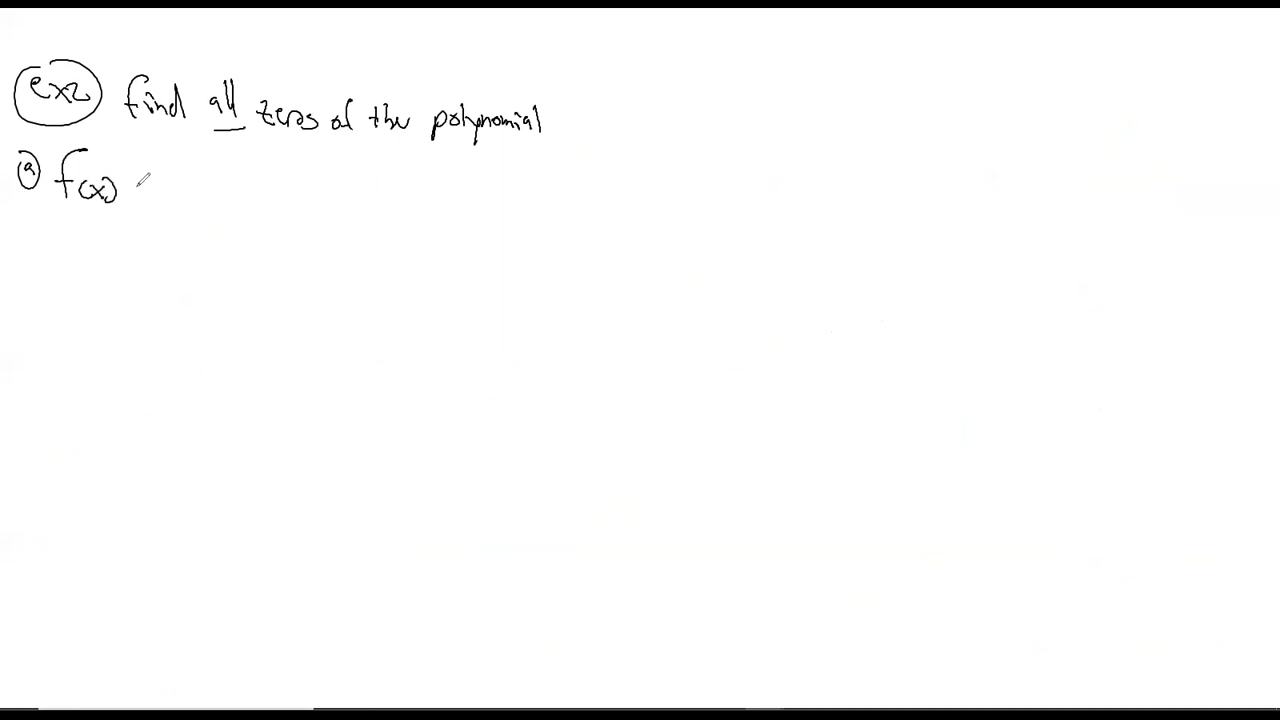 ex2 find all zeros of the polynomial
a f(x)